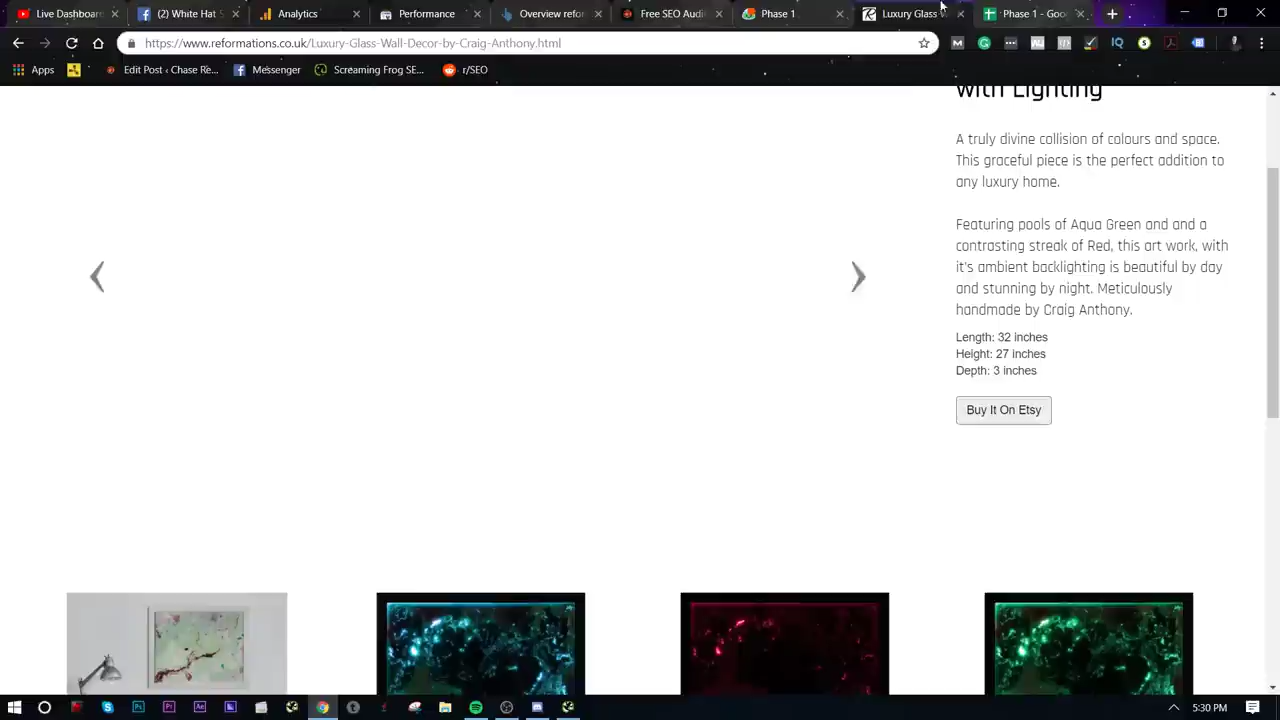 Live Dashboard
(2) White Hat S
Analytics
Performance
Overview refor
Free SEO Audi
Phase 1
Luxury Glass
Phase 1 - Goo
https://www.reformations.co.uk/Luxury-Glass-Wall-Decor-by-Craig-Anthony.html
Apps
Edit Post ‹ Chase Re...
Messenger
Screaming Frog SE...
r/SEO
with Lighting
A truly divine collision of colours and space.
This graceful piece is the perfect addition to
any luxury home.
Featuring pools of Aqua Green and and a
contrasting streak of Red, this art work, with
it's ambient backlighting is beautiful by day
and stunning by night. Meticulously
handmade by Craig Anthony.
Length: 32 inches
Height: 27 inches
Depth: 3 inches
Buy It On Etsy
5:30 PM